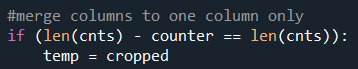 #merge columns to one column only
if (len(cnts) - counter == len(cnts)):
    temp = cropped